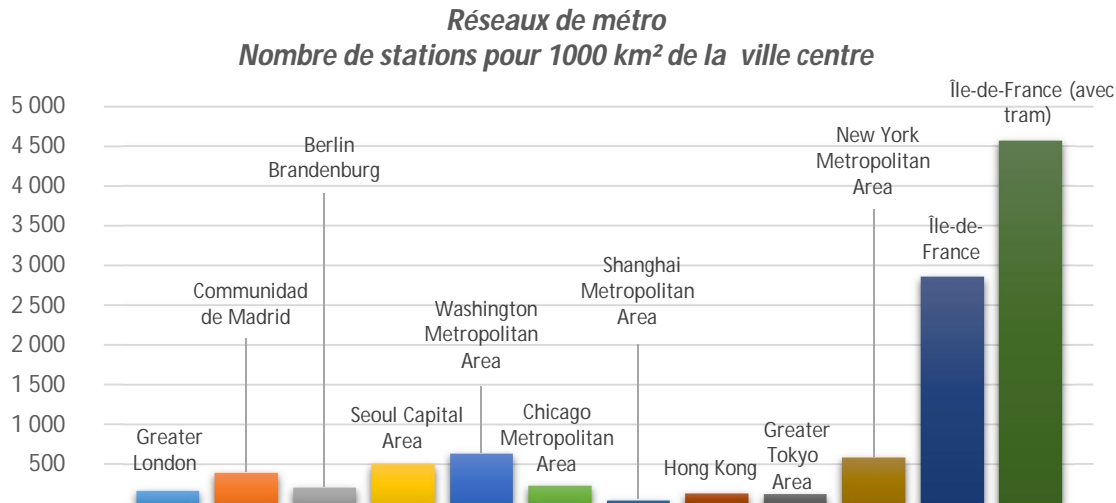 Réseaux de métro
Nombre de stations pour 1000 km² de la ville centre
5 000
4 500
4 000
3 500
3 000
2 500
2 000
1 500
1 000
500
Greater
London
Communidad
de Madrid
Berlin
Brandenburg
Seoul Capital
Area
Washington
Metropolitan
Area
Chicago
Metropolitan
Area
Shanghai
Metropolitan
Area
Hong Kong
Greater
Tokyo
Area
New York
Metropolitan
Area
Île-de-
France
Île-de-France (avec
tram)